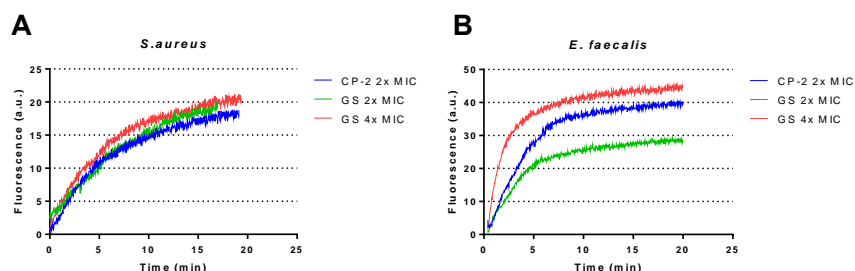 A
S.aureus
Fluorescence (a.u.)
25
20
15
10
5
0
0 5 10 15 20 25
Time (min)
CP-2 2x MIC
GS 2x MIC
GS 4x MIC
B
E. faecalis
Fluorescence (a.u.)
50
40
30
20
10
0
0 5 10 15 20 25
Time (min)
CP-2 2x MIC
GS 2x MIC
GS 4x MIC